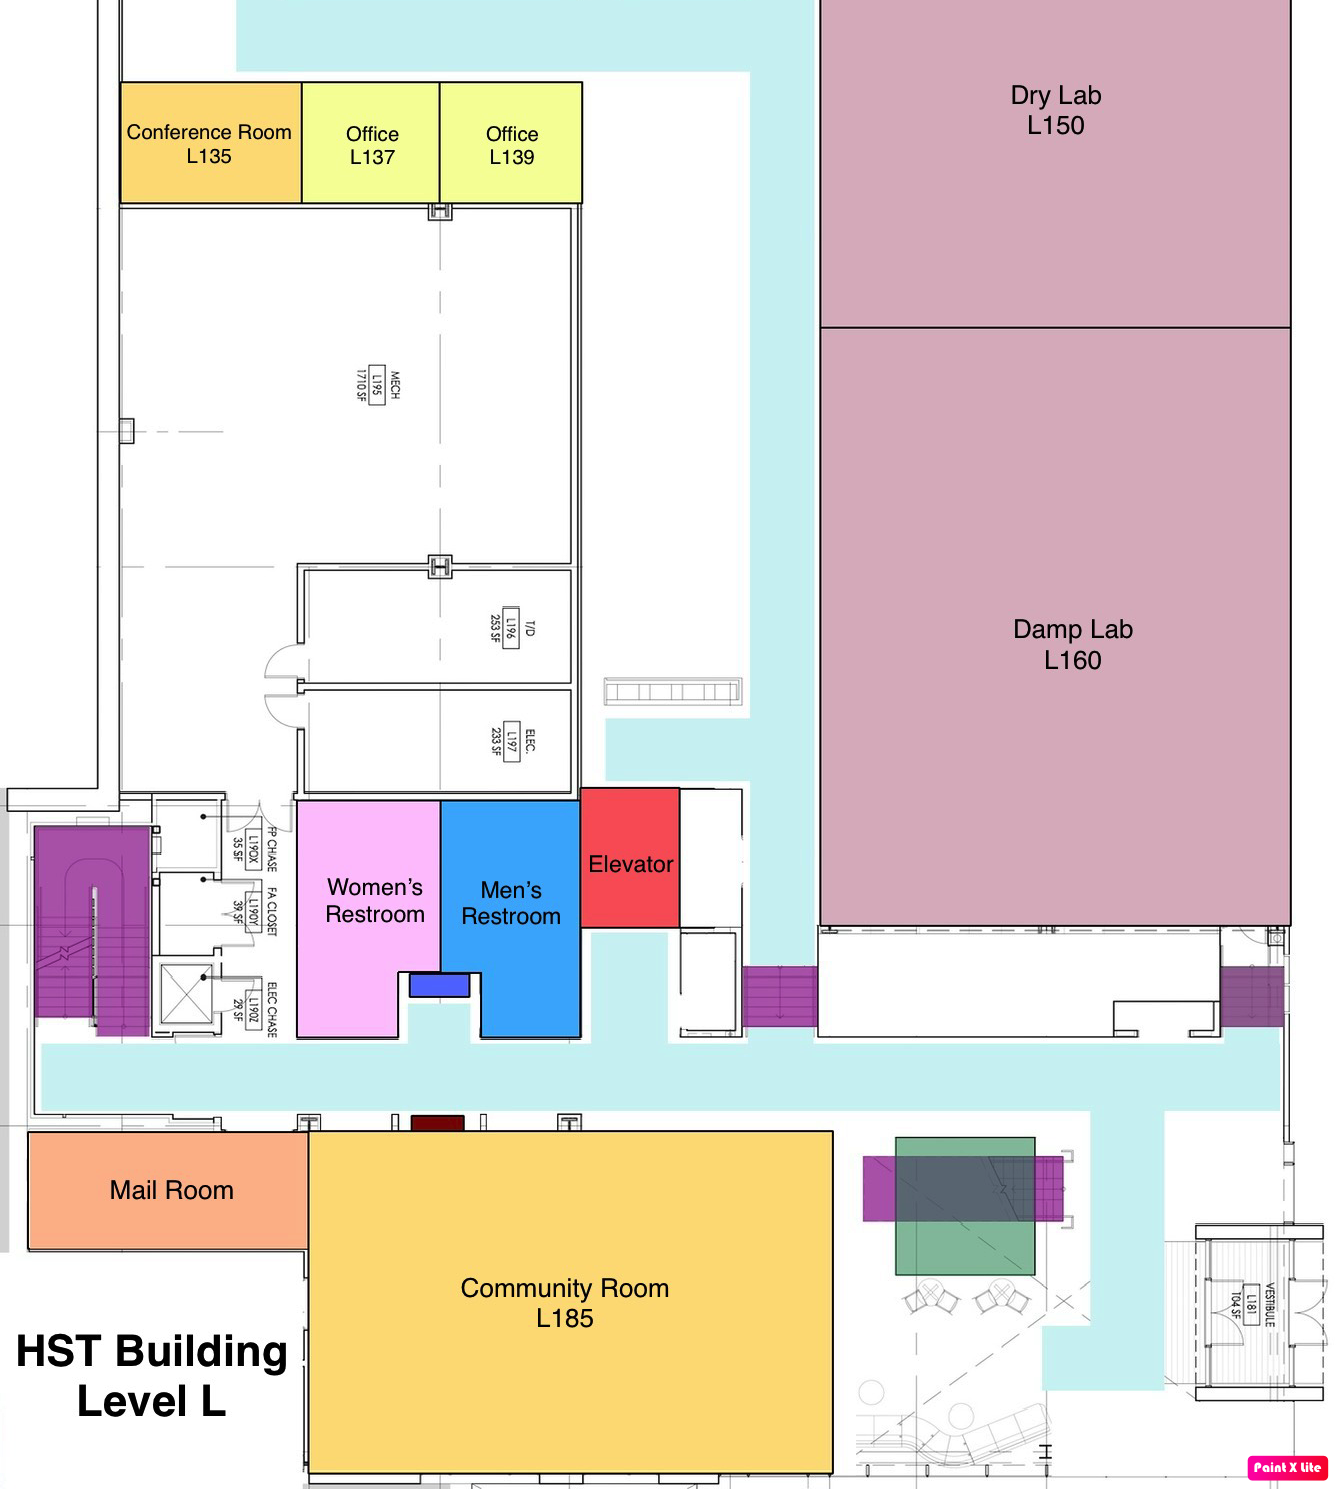 Dry Lab
L150
Conference Room
L135
Office
L137
Office
L139
MECH
L195
1710 SF
T/D
L196
253 SF
Damp Lab
L160
ELEC.
L197
233 SF
FP CHASE
L190X
35 SF
FA CLOSET
L190Y
39 SF
ELEC CHASE
L190Z
29 SF
Women's
Restroom
Men's
Restroom
Elevator
Mail Room
Community Room
L185
VESTIBULE
L181
104 SF
HST Building
Level L
Paint X Lite